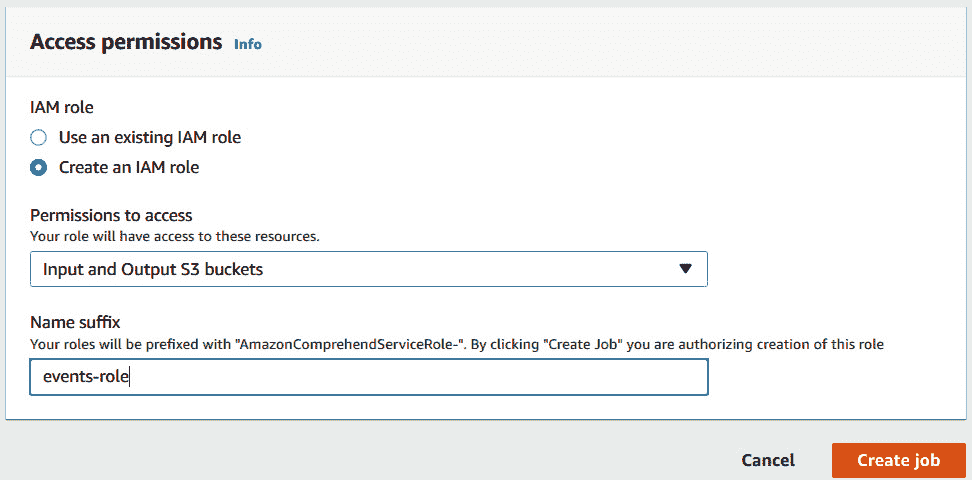 Access permissions Info
IAM role
Use an existing IAM role
Create an IAM role
Permissions to access
Your role will have access to these resources.
Input and Output S3 buckets
Name suffix
Your roles will be prefixed with "AmazonComprehendServiceRole-". By clicking "Create Job" you are authorizing creation of this role
events-role
Cancel Create job